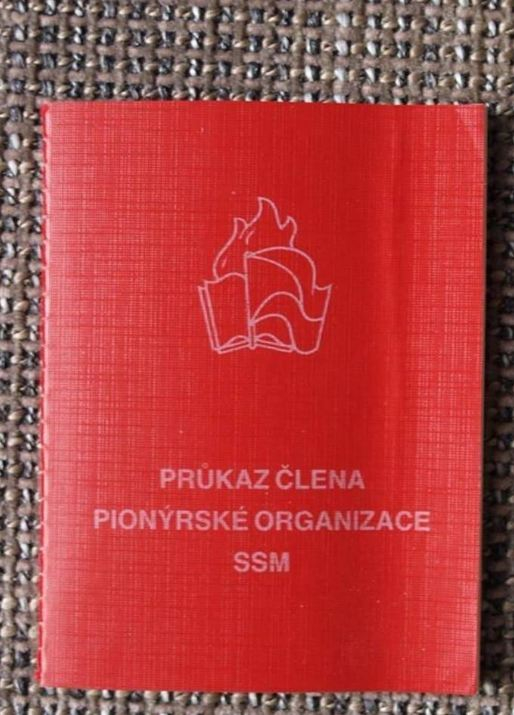 PRŮKAZ ČLENA
PIONÝRSKÉ ORGANIZACE
SSM